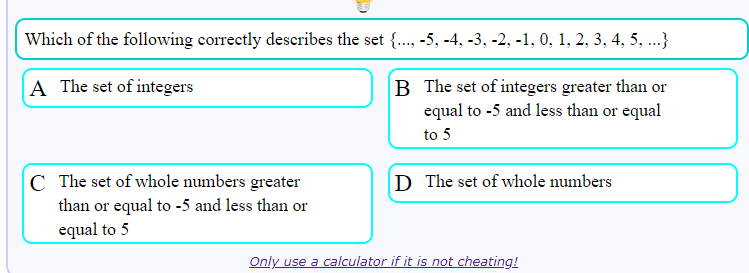 Which of the following correctly describes the set {..., -5, -4, -3, -2, -1, 0, 1, 2, 3, 4, 5, ...}
A The set of integers
B The set of integers greater than or
equal to -5 and less than or equal
to 5
C The set of whole numbers greater
than or equal to -5 and less than or
equal to 5
D The set of whole numbers
Only use a calculator if it is not cheating!